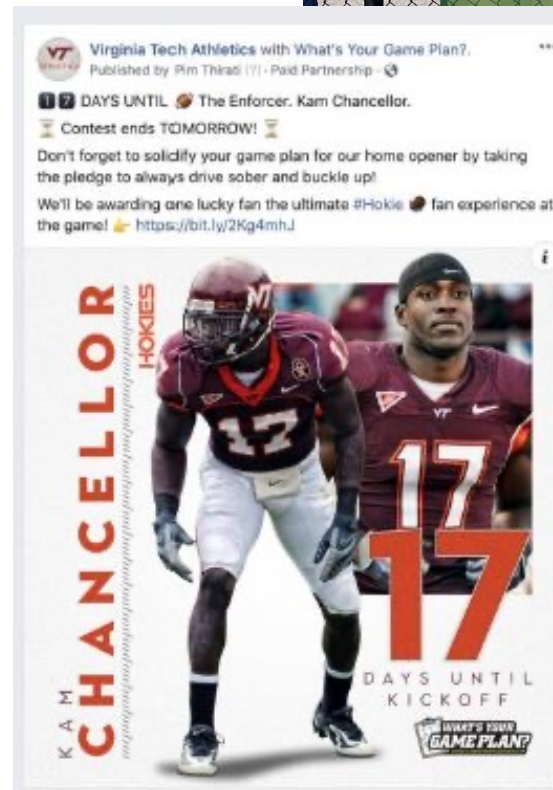 Virginia Tech Athletics with What's Your Game Plan?.
Published by Pim Thirati [?] · Paid Partnership ·
17 DAYS UNTIL 🏈 The Enforcer. Kam Chancellor.
⏳ Contest ends TOMORROW! ⏳
Don't forget to solidify your game plan for our home opener by taking
the pledge to always drive sober and buckle up!
We'll be awarding one lucky fan the ultimate #Hokie 🏈 fan experience at
the game! 👉 https://bit.ly/2Kg4mhJ
KAM
CHANCELLOR
HOKIES
17
VT
17
17
DAYS UNTIL
KICKOFF
WHAT'S YOUR
GAME PLAN?